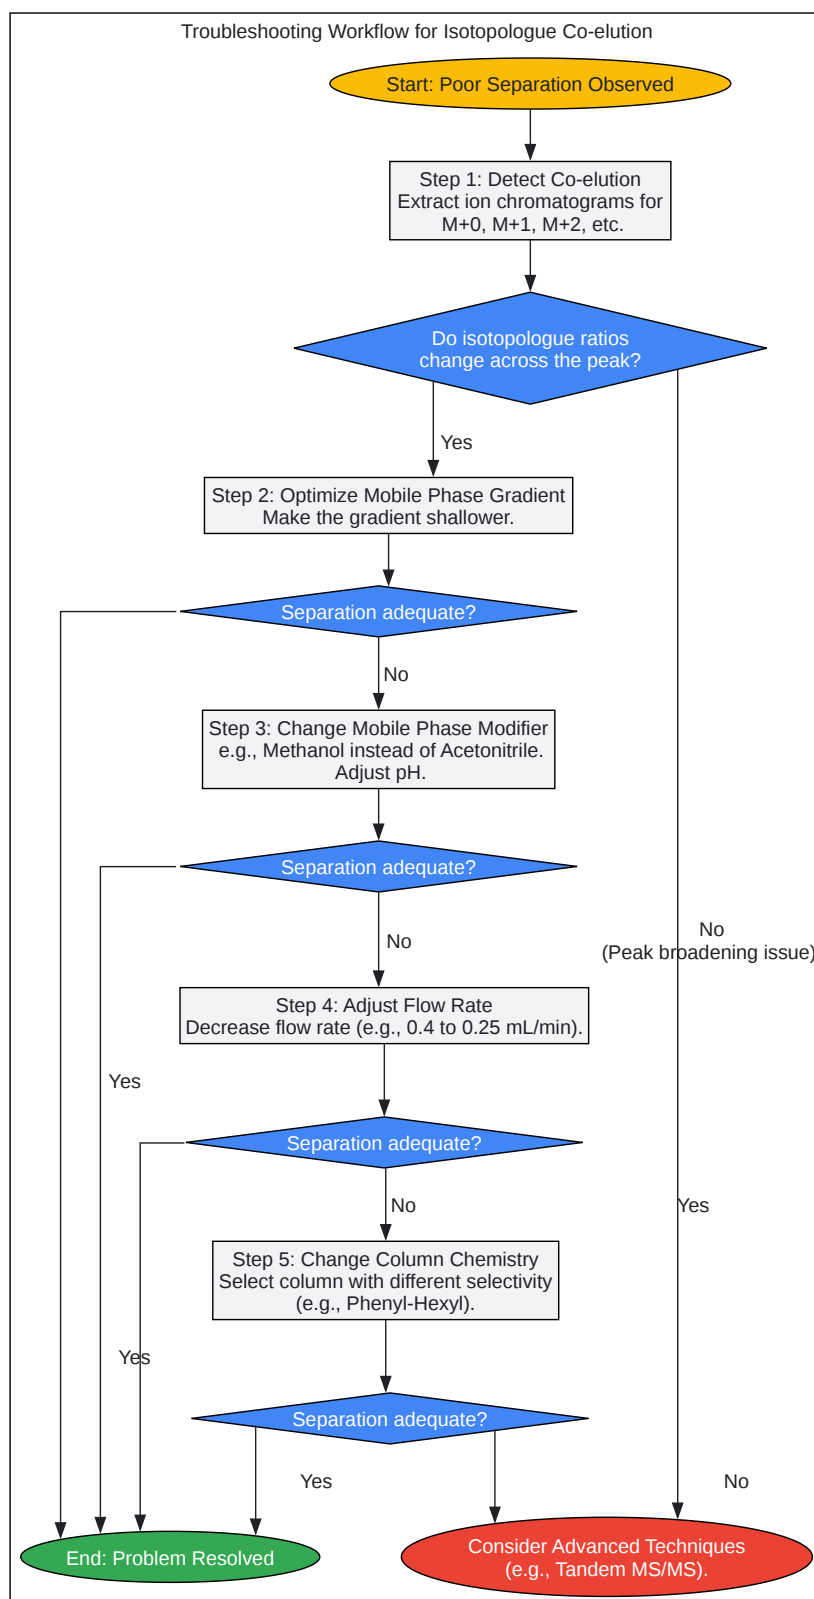 Troubleshooting Workflow for Isotopologue Co-elution
Start: Poor Separation Observed
Step 1: Detect Co-elution
Extract ion chromatograms for
M+0, M+1, M+2, etc.
Do isotopologue ratios
change across the peak?
Yes
Step 2: Optimize Mobile Phase Gradient
Make the gradient shallower.
Separation adequate?
No
Step 3: Change Mobile Phase Modifier
e.g., Methanol instead of Acetonitrile.
Adjust pH.
Separation adequate?
No
No
(Peak broadening issue)
Step 4: Adjust Flow Rate
Decrease flow rate (e.g., 0.4 to 0.25 mL/min).
Yes
Separation adequate?
No
Yes
Step 5: Change Column Chemistry
Select column with different selectivity
(e.g., Phenyl-Hexyl).
Yes
Separation adequate?
Yes
No
End: Problem Resolved
Consider Advanced Techniques
(e.g., Tandem MS/MS).